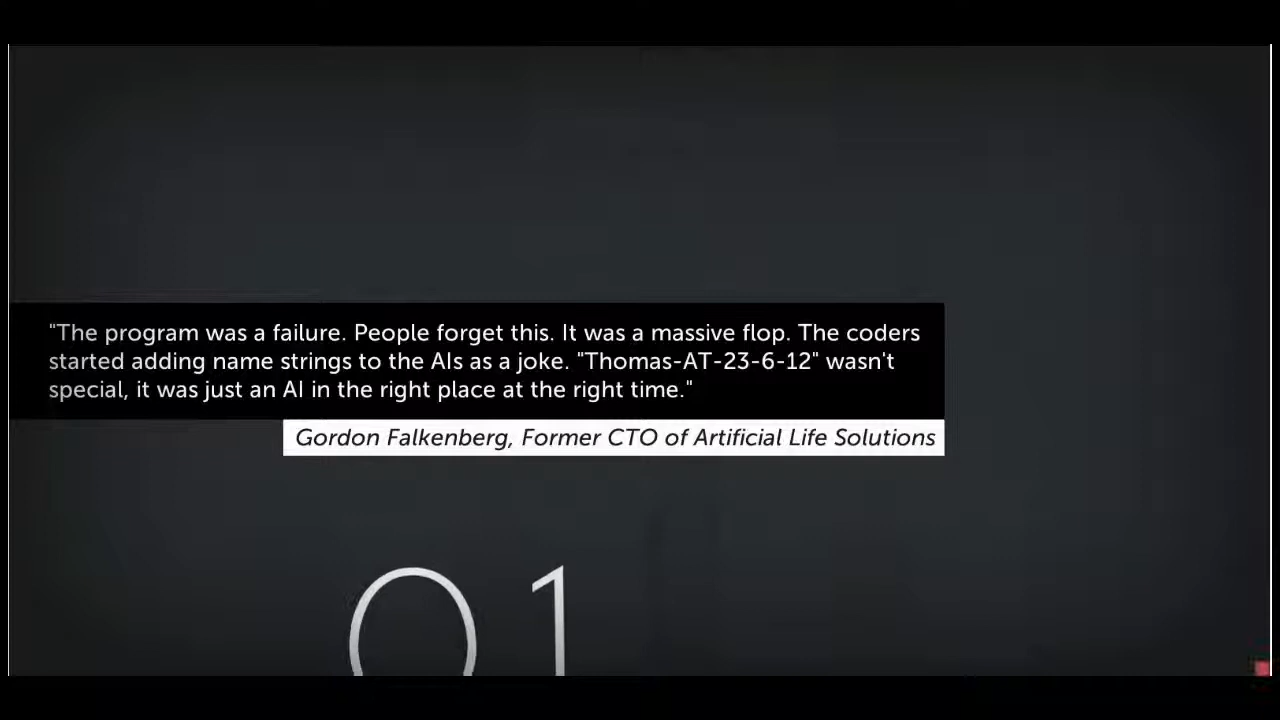 "The program was a failure. People forget this. It was a massive flop. The coders
started adding name strings to the AIs as a joke. "Thomas-AT-23-6-12" wasn't
special, it was just an AI in the right place at the right time."
Gordon Falkenberg, Former CTO of Artificial Life Solutions
01